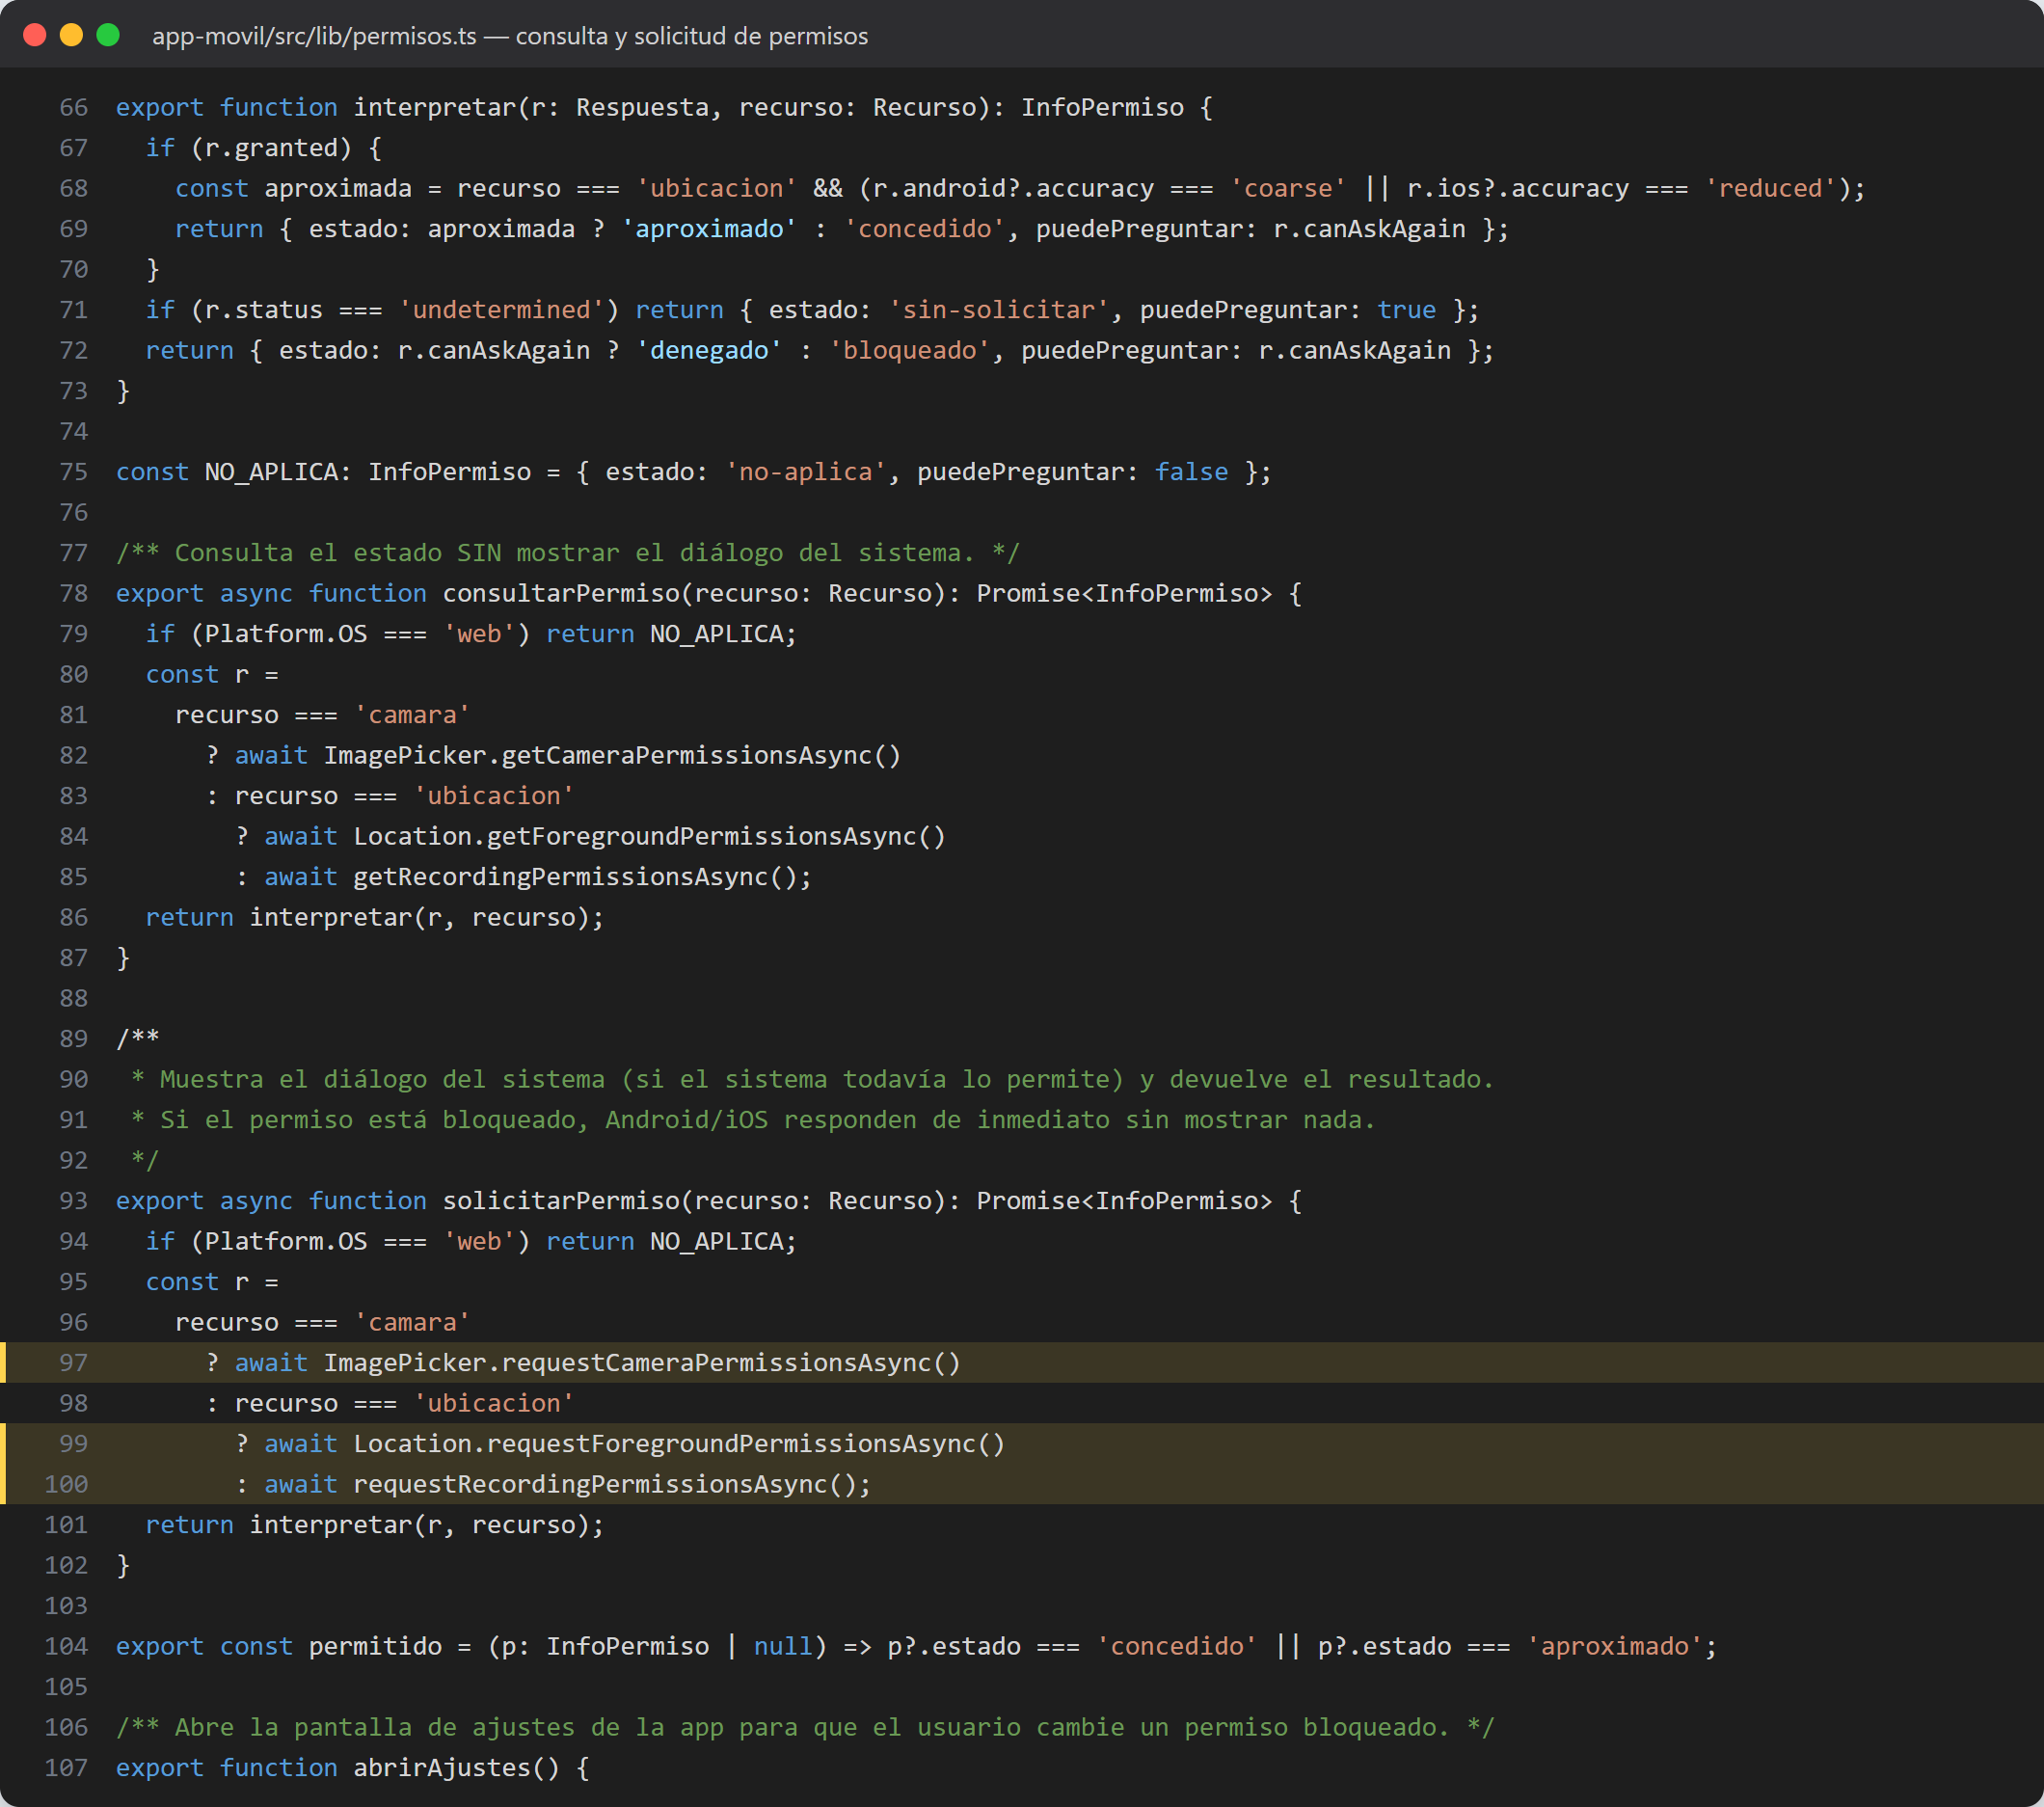 app-movil/src/lib/permisos.ts — consulta y solicitud de permisos
66 export function interpretar(r: Respuesta, recurso: Recurso): InfoPermiso {
67   if (r.granted) {
68     const aproximada = recurso === 'ubicacion' && (r.android?.accuracy === 'coarse' || r.ios?.accuracy === 'reduced');
69     return { estado: aproximada ? 'aproximado' : 'concedido', puedePreguntar: r.canAskAgain };
70   }
71   if (r.status === 'undetermined') return { estado: 'sin-solicitar', puedePreguntar: true };
72   return { estado: r.canAskAgain ? 'denegado' : 'bloqueado', puedePreguntar: r.canAskAgain };
73 }
74
75 const NO_APLICA: InfoPermiso = { estado: 'no-aplica', puedePreguntar: false };
76
77 /** Consulta el estado SIN mostrar el diálogo del sistema. */
78 export async function consultarPermiso(recurso: Recurso): Promise<InfoPermiso> {
79   if (Platform.OS === 'web') return NO_APLICA;
80   const r =
81     recurso === 'camara'
82       ? await ImagePicker.getCameraPermissionsAsync()
83       : recurso === 'ubicacion'
84         ? await Location.getForegroundPermissionsAsync()
85         : await getRecordingPermissionsAsync();
86   return interpretar(r, recurso);
87 }
88
89 /**
90  * Muestra el diálogo del sistema (si el sistema todavía lo permite) y devuelve el resultado.
91  * Si el permiso está bloqueado, Android/iOS responden de inmediato sin mostrar nada.
92  */
93 export async function solicitarPermiso(recurso: Recurso): Promise<InfoPermiso> {
94   if (Platform.OS === 'web') return NO_APLICA;
95   const r =
96     recurso === 'camara'
97       ? await ImagePicker.requestCameraPermissionsAsync()
98       : recurso === 'ubicacion'
99         ? await Location.requestForegroundPermissionsAsync()
100         : await requestRecordingPermissionsAsync();
101   return interpretar(r, recurso);
102 }
103
104 export const permitido = (p: InfoPermiso | null) => p?.estado === 'concedido' || p?.estado === 'aproximado';
105
106 /** Abre la pantalla de ajustes de la app para que el usuario cambie un permiso bloqueado. */
107 export function abrirAjustes() {